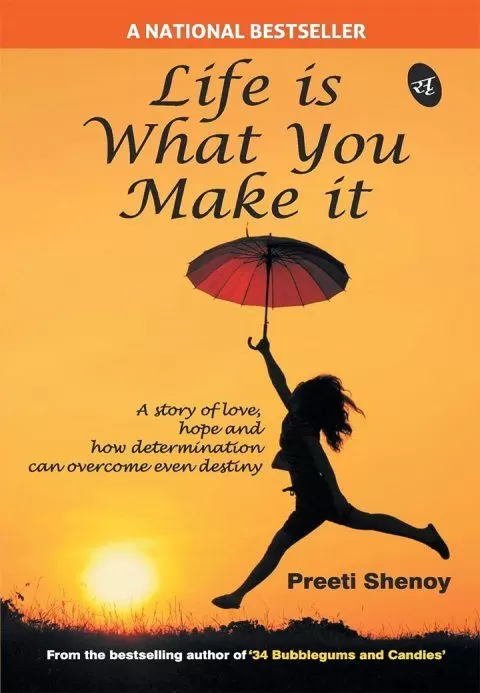 A NATIONAL BESTSELLER
Life is
What You
Make it
सृ
A story of love,
hope and
how determination
can overcome even destiny
Preeti Shenoy
From the bestselling author of '34 Bubblegums and Candies'